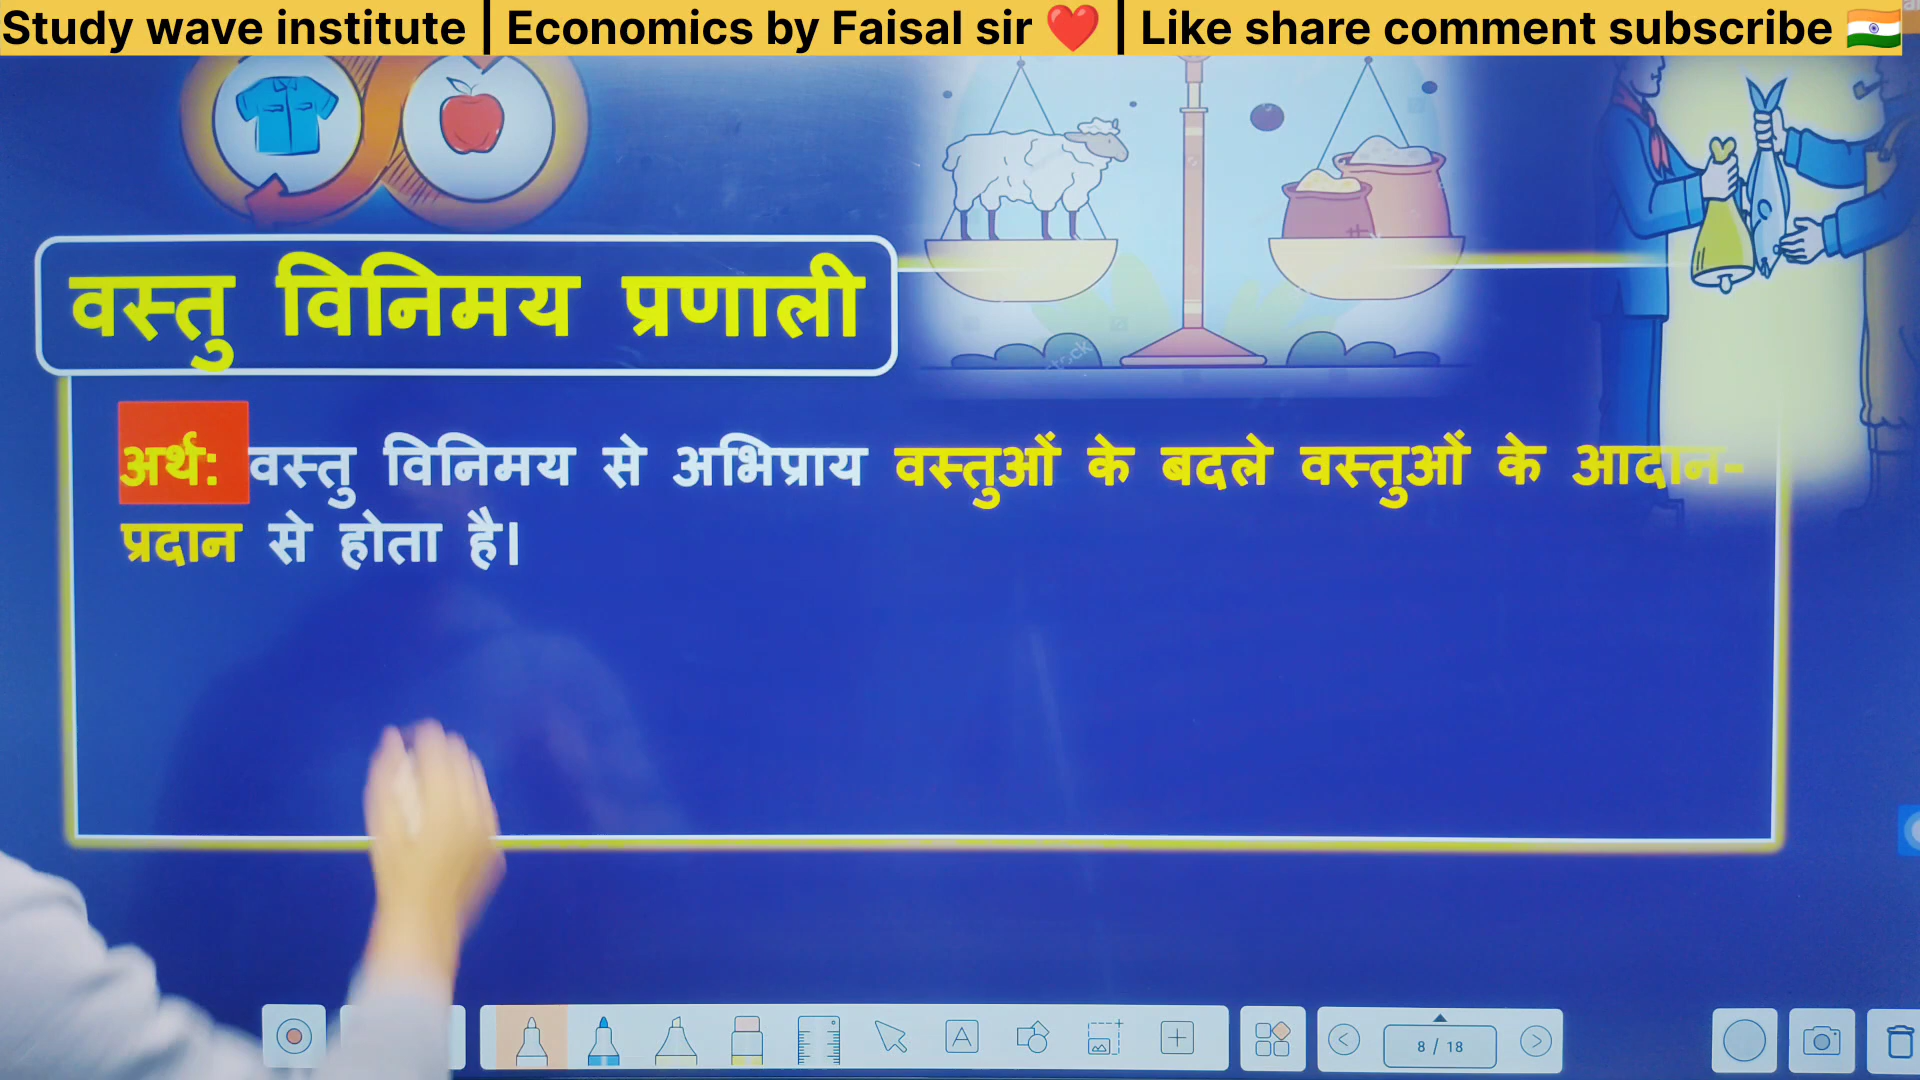 Study wave institute | Economics by Faisal sir ❤️ | Like share comment subscribe 🇮🇳
वस्तु विनिमय प्रणाली
अर्थ: वस्तु विनिमय से अभिप्राय वस्तुओं के बदले वस्तुओं के आदान-
प्रदान से होता है।
8 / 18